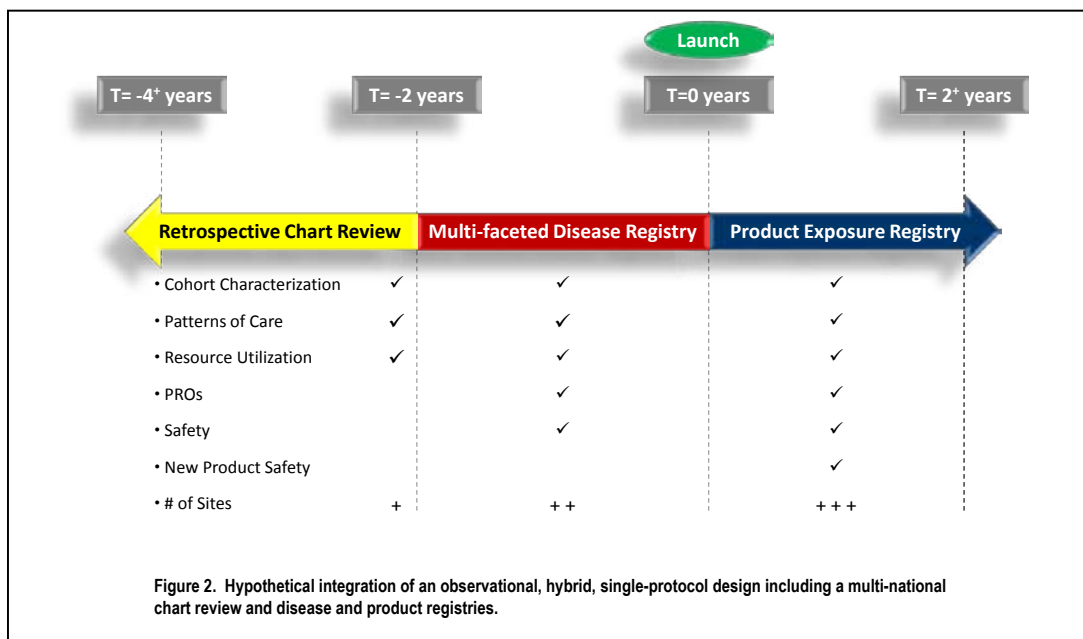 Launch
T= -4+ years T= -2 years T=0 years T= 2+ years
Retrospective Chart Review Multi-faceted Disease Registry Product Exposure Registry
• Cohort Characterization ✓ ✓ ✓
• Patterns of Care ✓ ✓ ✓
• Resource Utilization ✓ ✓ ✓
• PROs ✓ ✓
• Safety ✓ ✓
• New Product Safety ✓
• # of Sites + + + + + +
Figure 2. Hypothetical integration of an observational, hybrid, single-protocol design including a multi-national
chart review and disease and product registries.